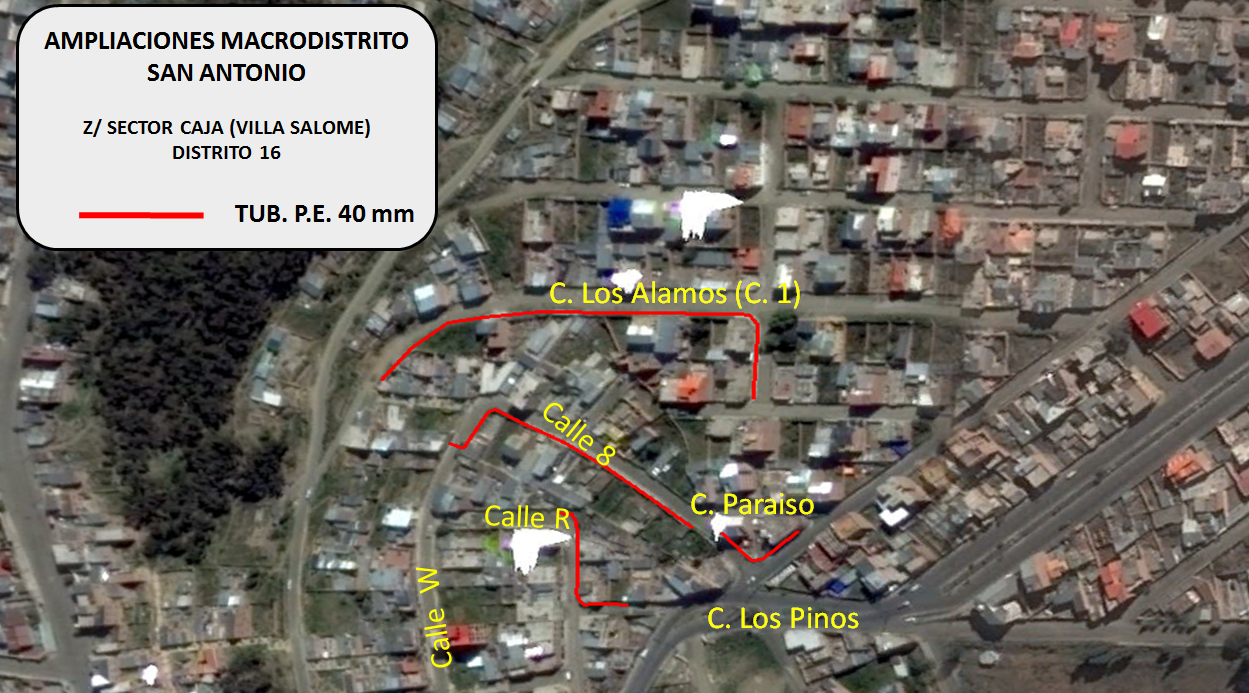 AMPLIACIONES MACRODISTRITO
SAN ANTONIO
Z/ SECTOR CAJA (VILLA SALOME)
DISTRITO 16
TUB. P.E. 40 mm
C. Los Alamos (C. 1)
Calle 8
C. Paraiso
Calle R
Calle W
C. Los Pinos